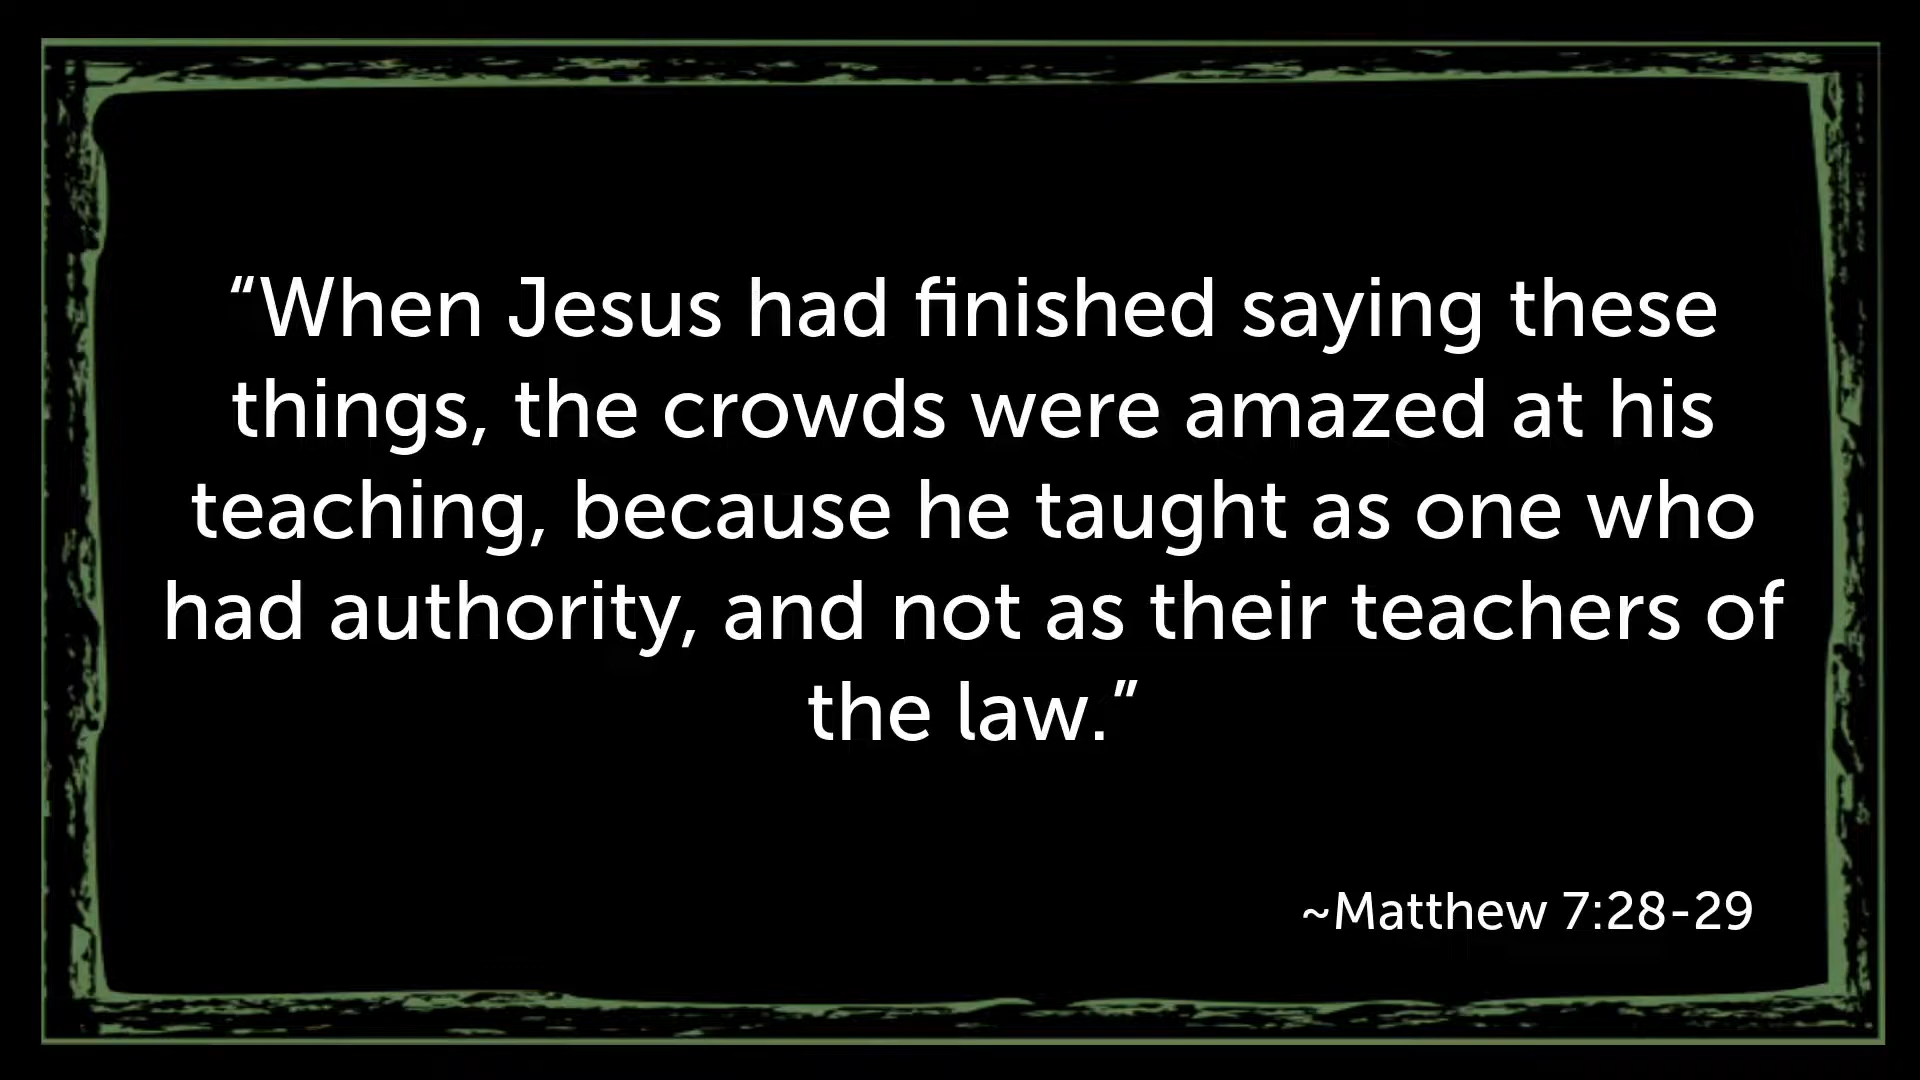 “When Jesus had finished saying these
things, the crowds were amazed at his
teaching, because he taught as one who
had authority, and not as their teachers of
the law.”
~Matthew 7:28-29